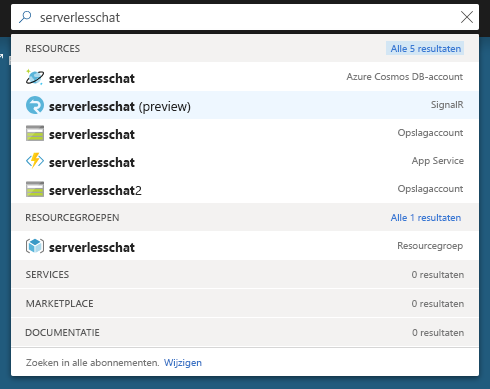 serverlesschat
RESOURCES Alle 5 resultaten
serverlesschat Azure Cosmos DB-account
serverlesschat (preview) SignalR
serverlesschat Opslagaccount
serverlesschat App Service
serverlesschat2 Opslagaccount
RESOURCEGROEPEN Alle 1 resultaten
serverlesschat Resourcegroep
SERVICES 0 resultaten
MARKETPLACE 0 resultaten
DOCUMENTATIE 0 resultaten
Zoeken in alle abonnementen. Wijzigen